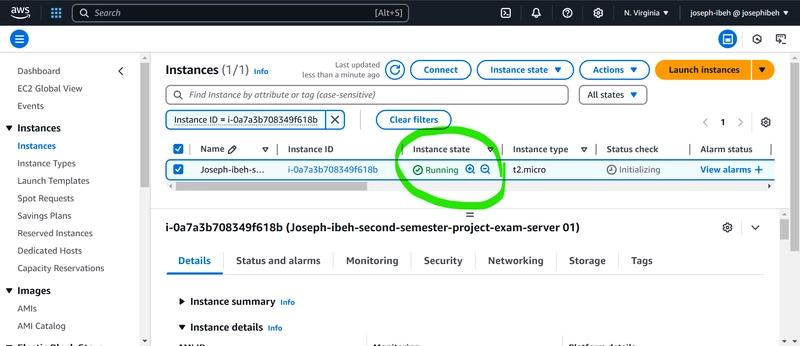 aws
Search [Alt+S]
N. Virginia
joseph-ibeh @ josephibeh
Dashboard
EC2 Global View
Events
Instances
Instances
Instance Types
Launch Templates
Spot Requests
Savings Plans
Reserved Instances
Dedicated Hosts
Capacity Reservations
Images
AMIs
AMI Catalog
Instances (1/1) Info
Last updated
less than a minute ago
Connect
Instance state
Actions
Launch instances
Find Instance by attribute or tag (case-sensitive)
All states
Instance ID = i-0a7a3b708349f618b
Clear filters
1
Name Instance ID Instance state Instance type Status check Alarm status
Joseph-ibeh-s... i-0a7a3b708349f618b Running t2.micro Initializing View alarms +
i-0a7a3b708349f618b (Joseph-ibeh-second-semester-project-exam-server 01)
Details Status and alarms Monitoring Security Networking Storage Tags
Instance summary Info
Instance details Info